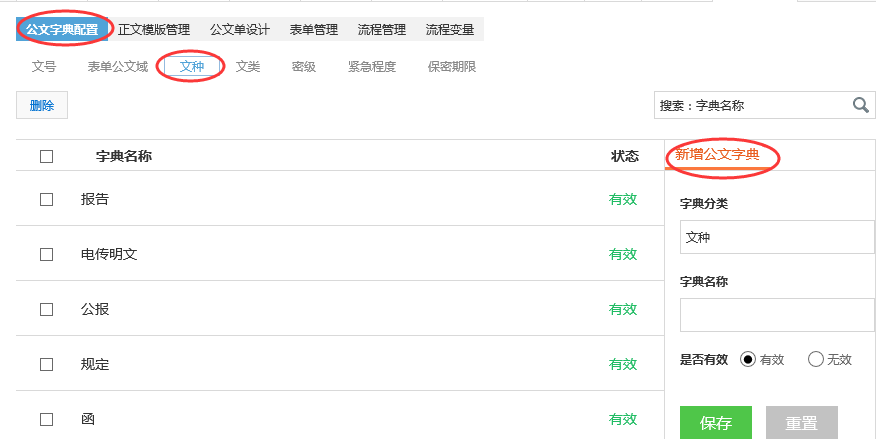 公文字典配置 正文模版管理 公文单设计 表单管理 流程管理 流程变量
文号 表单公文域 文种 文类 密级 紧急程度 保密期限
删除 搜索：字典名称
字典名称 状态 新增公文字典
报告 有效
字典分类
文种
电传明文 有效
字典名称
公报 有效
规定 有效
是否有效 有效 无效
函 有效
保存 重置